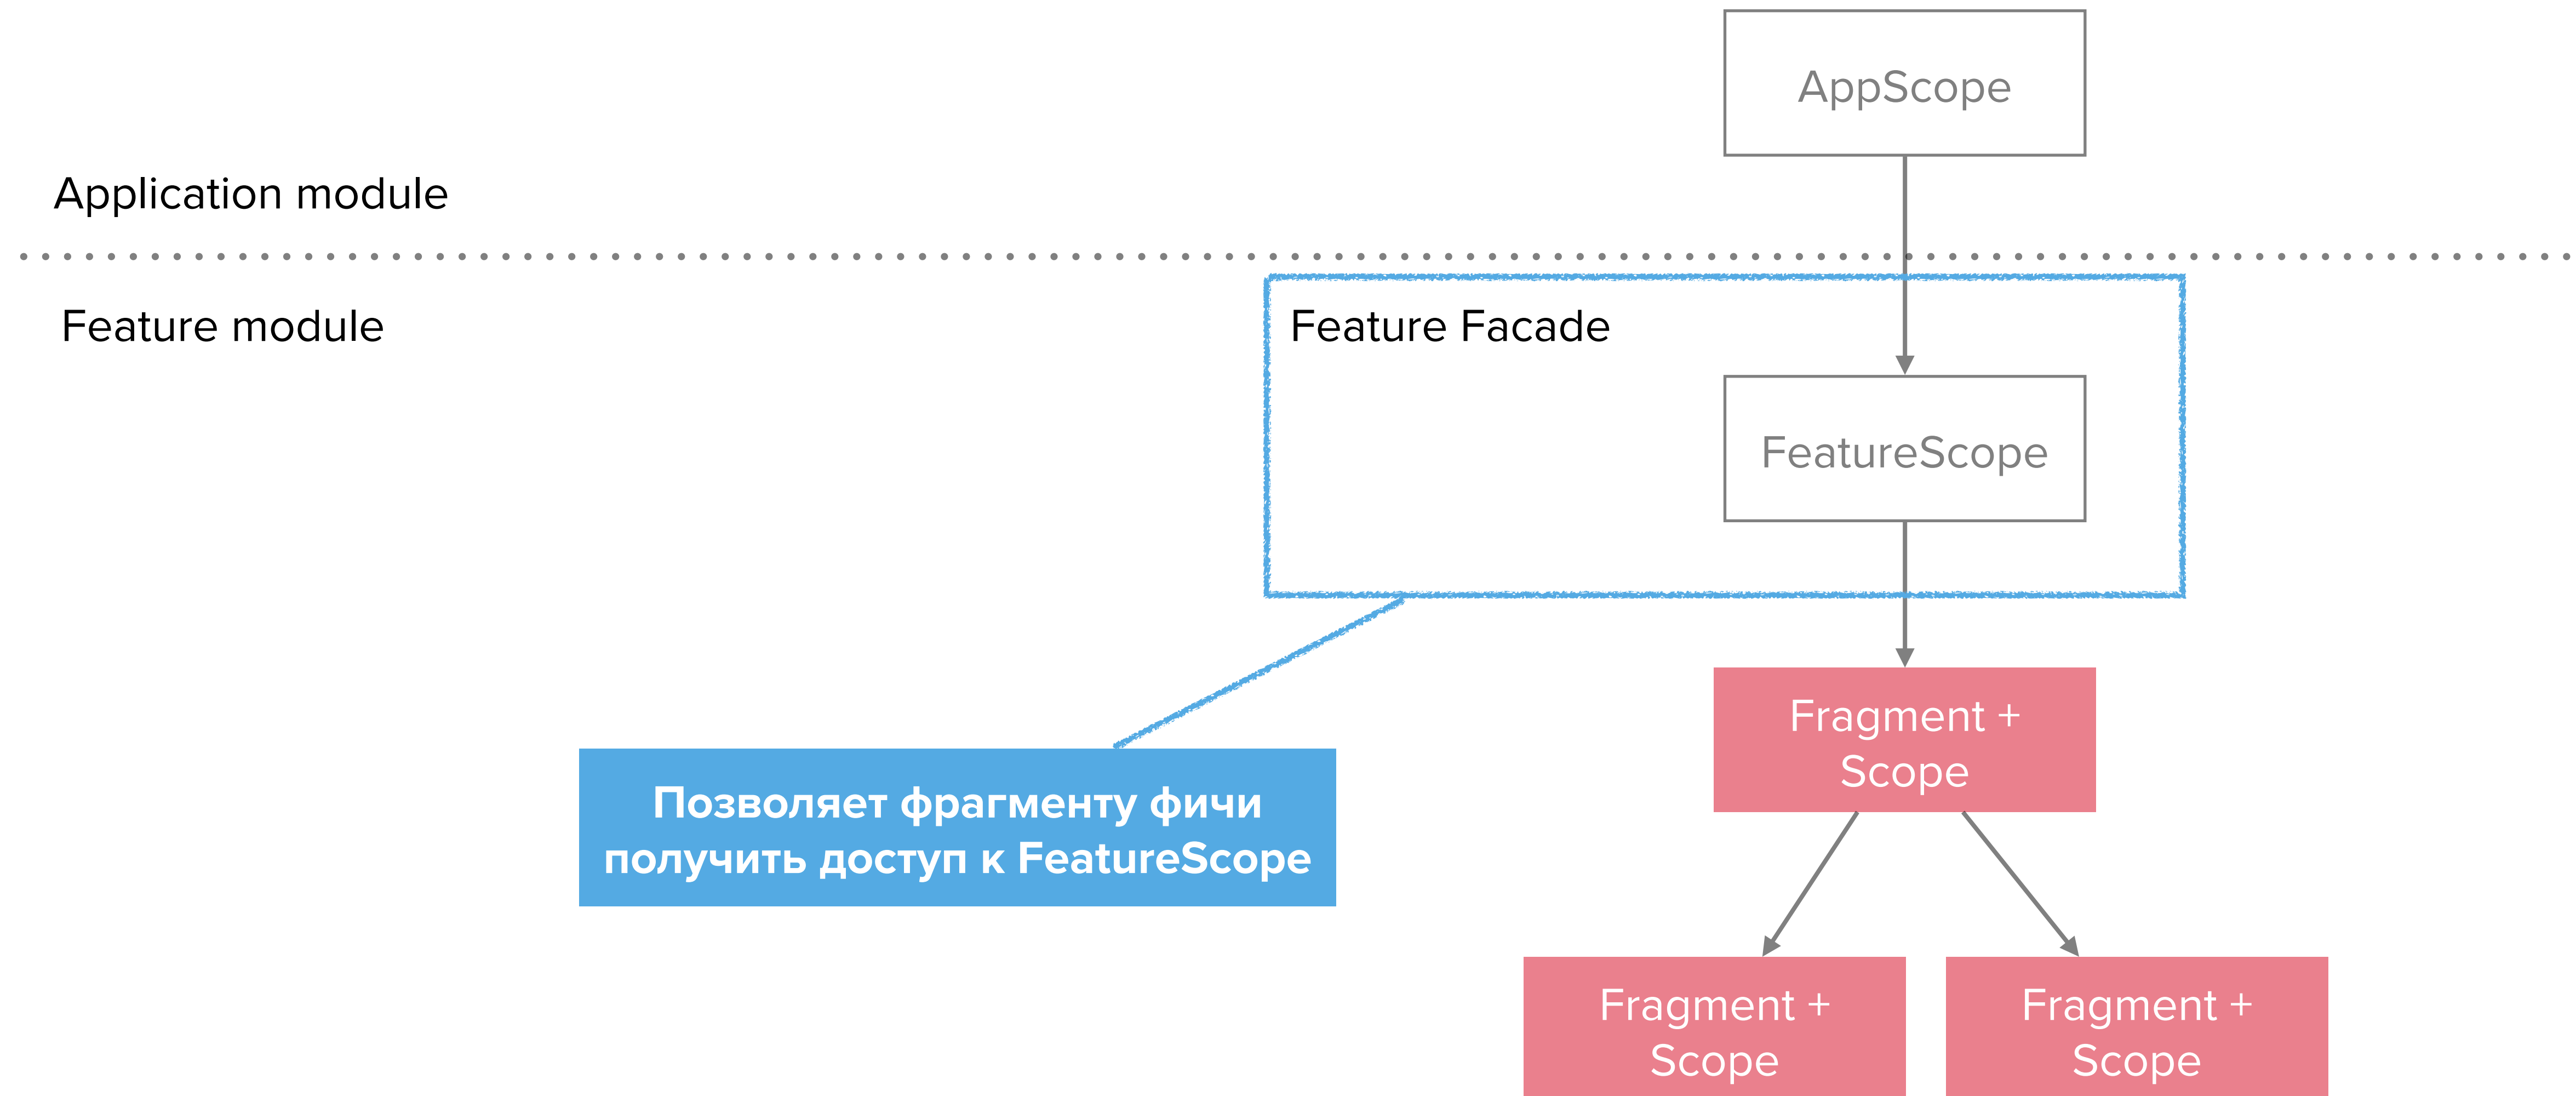 AppScope
Application module
Feature module
Feature Facade
FeatureScope
Fragment +
Scope
Позволяет фрагменту фичи
получить доступ к FeatureScope
Fragment +
Scope
Fragment +
Scope